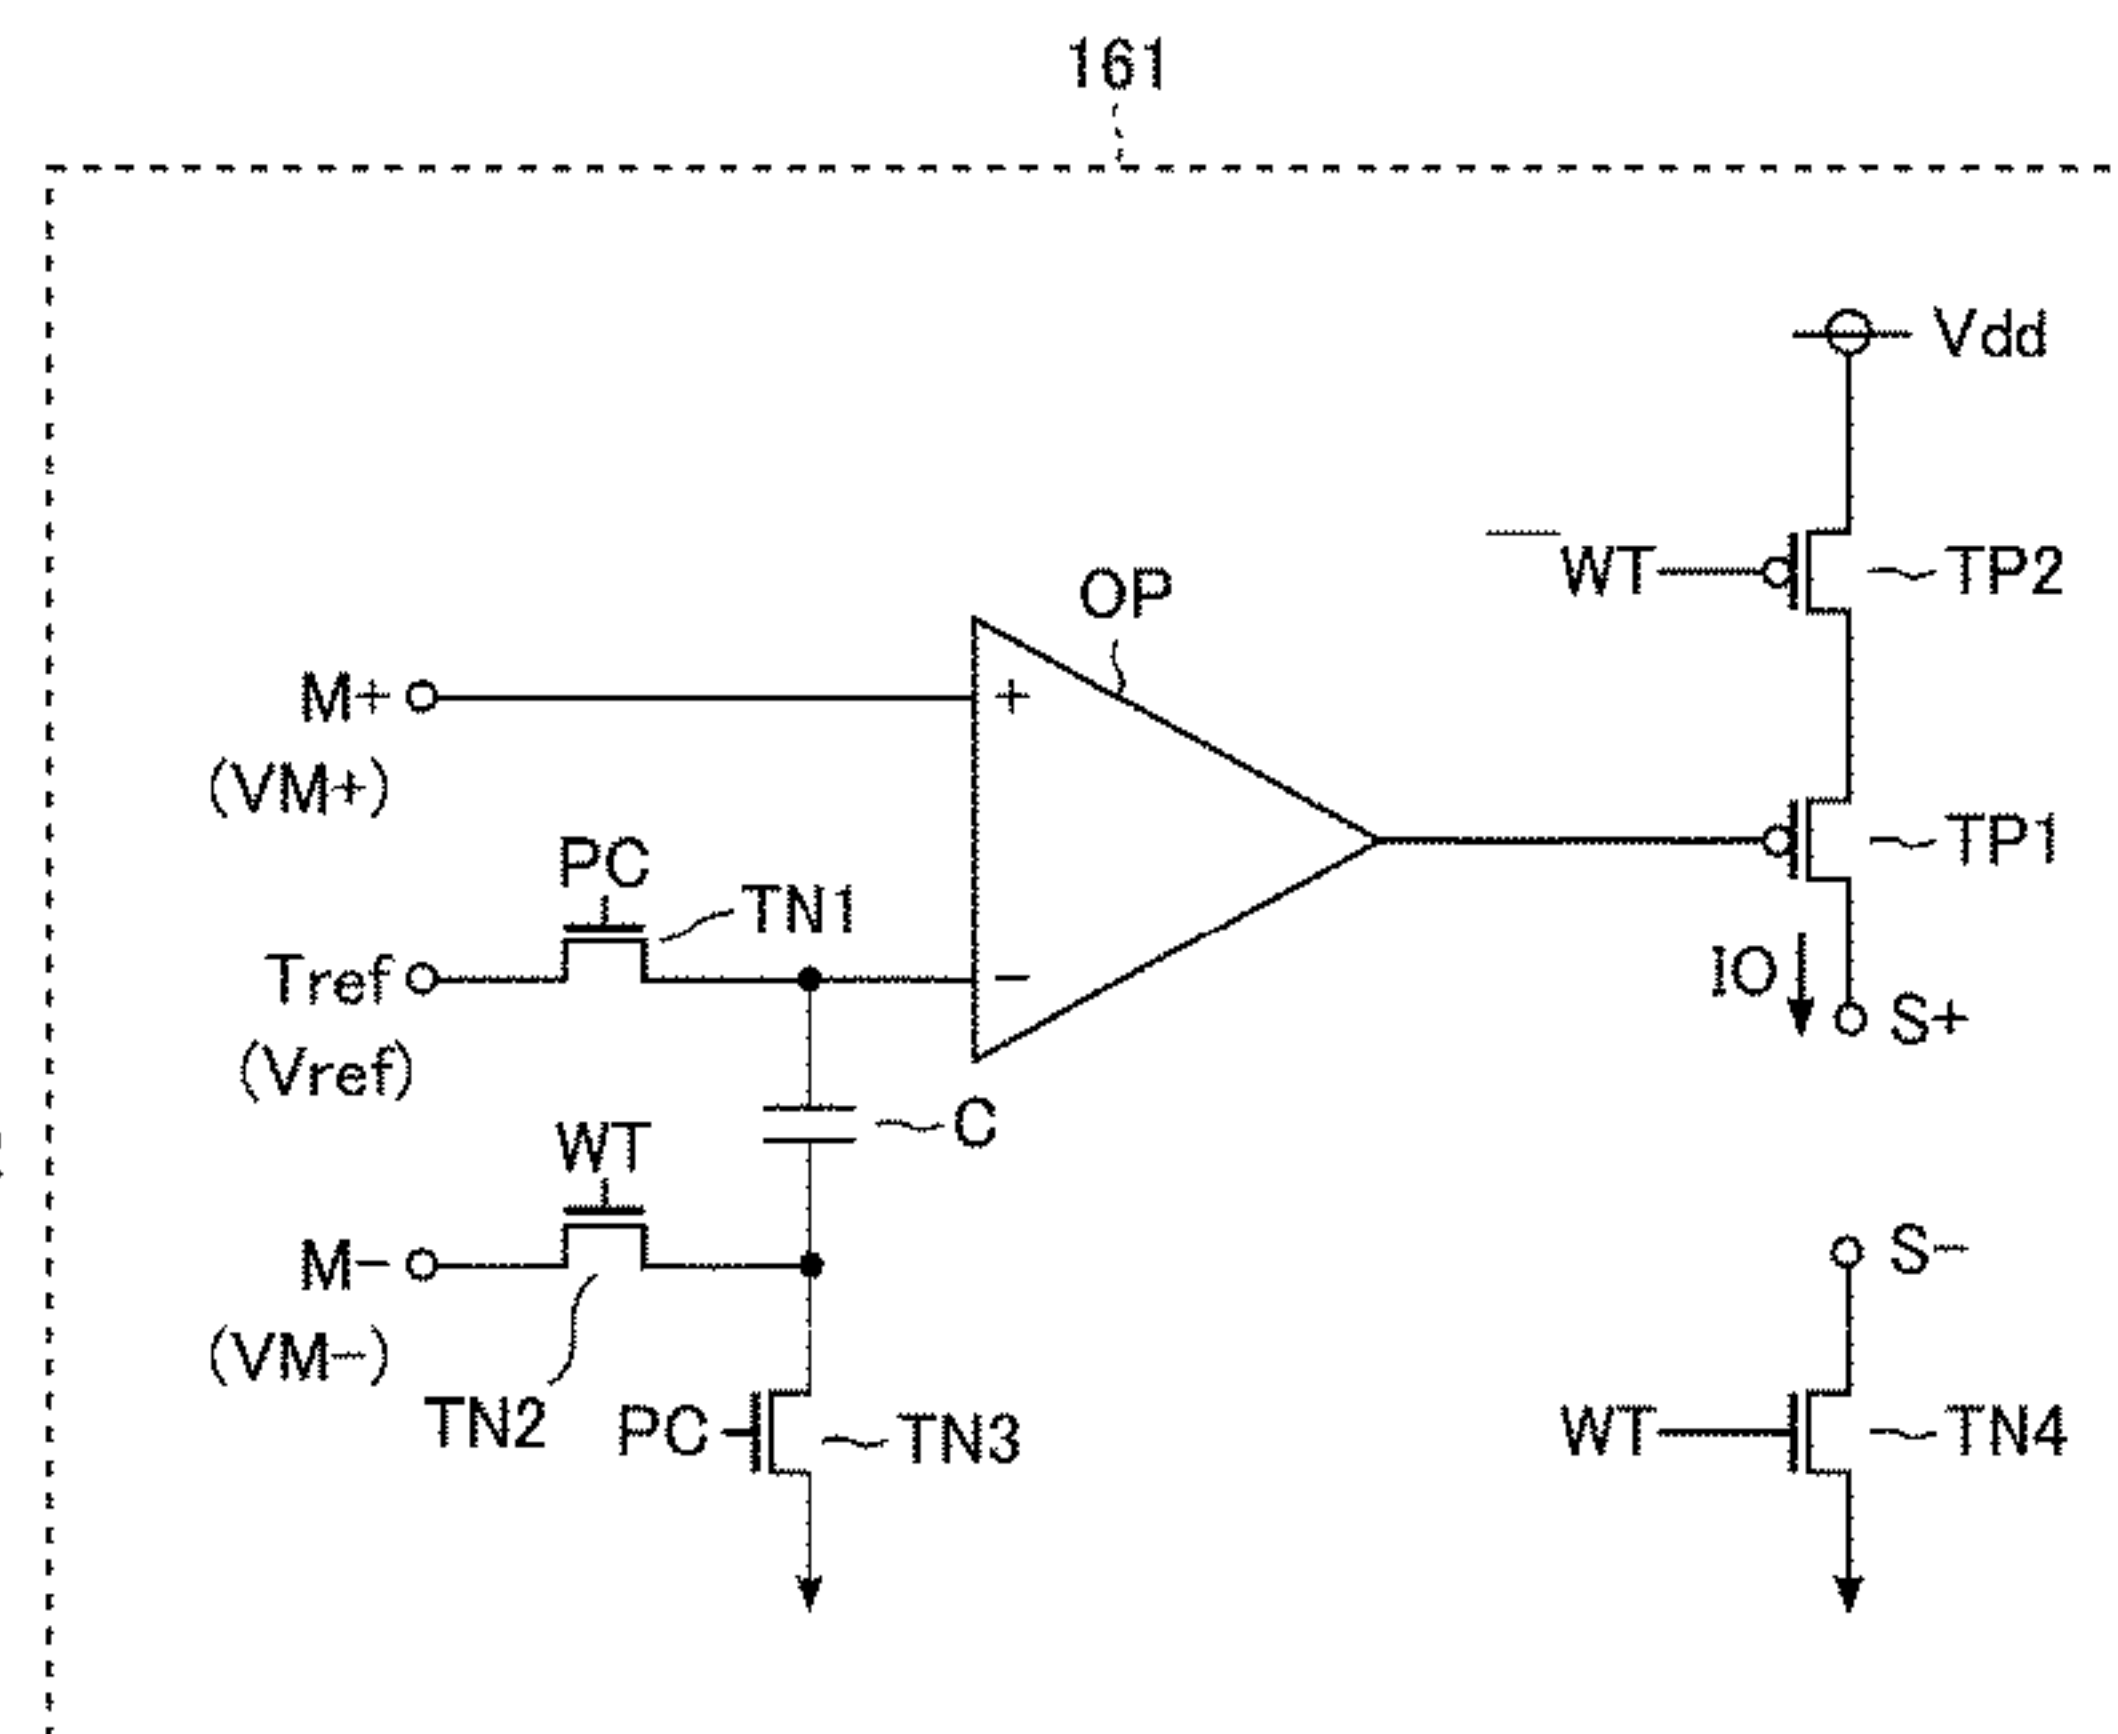 161
Vdd
WT
TP2
OP
M+
+
(VM+)
TP1
PC
TN1
Tref
−
IO
S+
(Vref)
C
WT
M−
S−
(VM−)
TN2
PC
TN3
WT
TN4